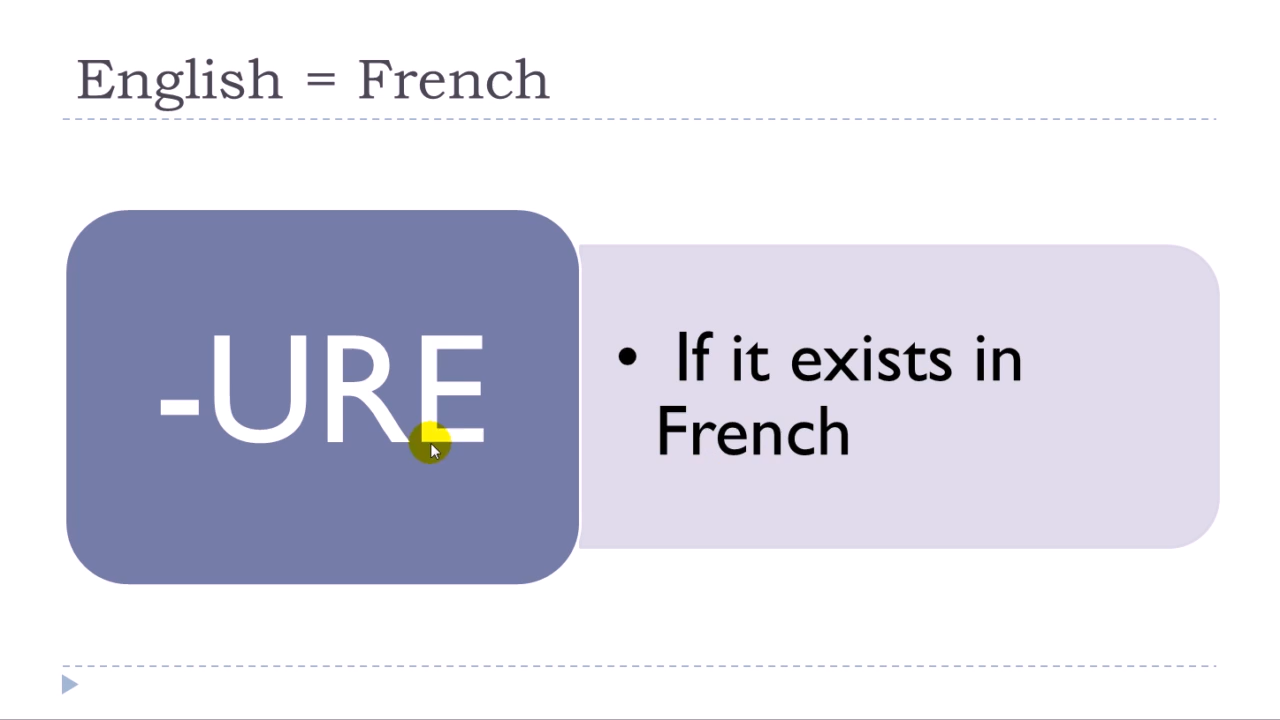 English = French
-URE
• If it exists in
French